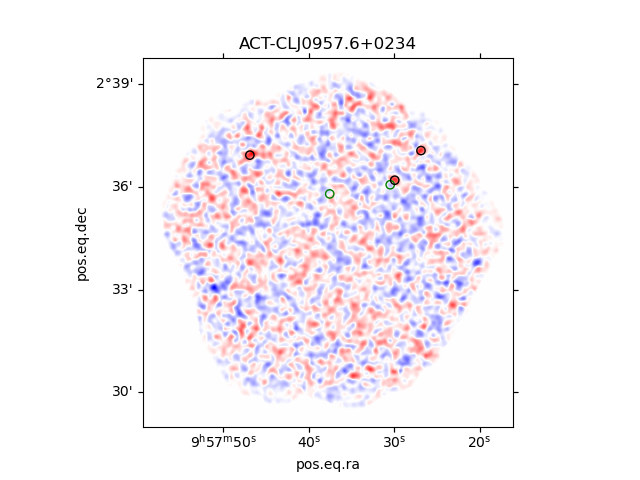 ACT-CLJ0957.6+0234
2°39'
36'
33'
30'
pos.eq.dec
9ʰ57ᵐ50ˢ 40ˢ 30ˢ 20ˢ
pos.eq.ra